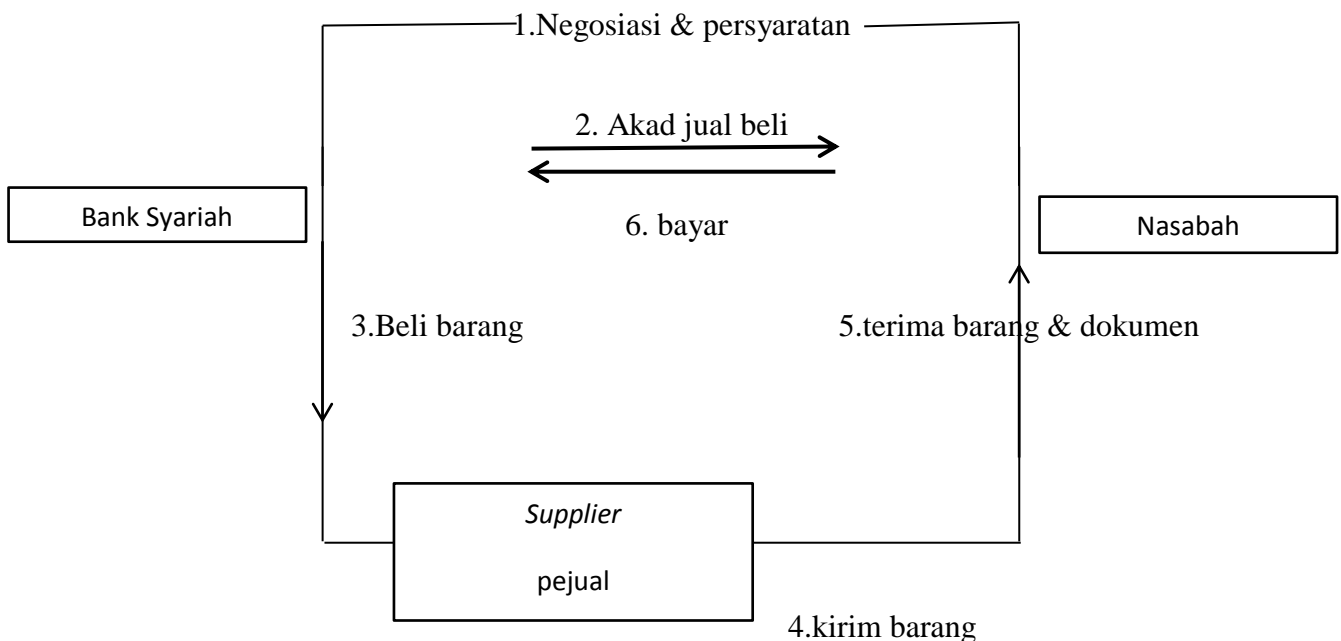 1.Negosiasi & persyaratan
2. Akad jual beli
Bank Syariah
6. bayar
Nasabah
3.Beli barang
5.terima barang & dokumen
Supplier
pejual
4.kirim barang